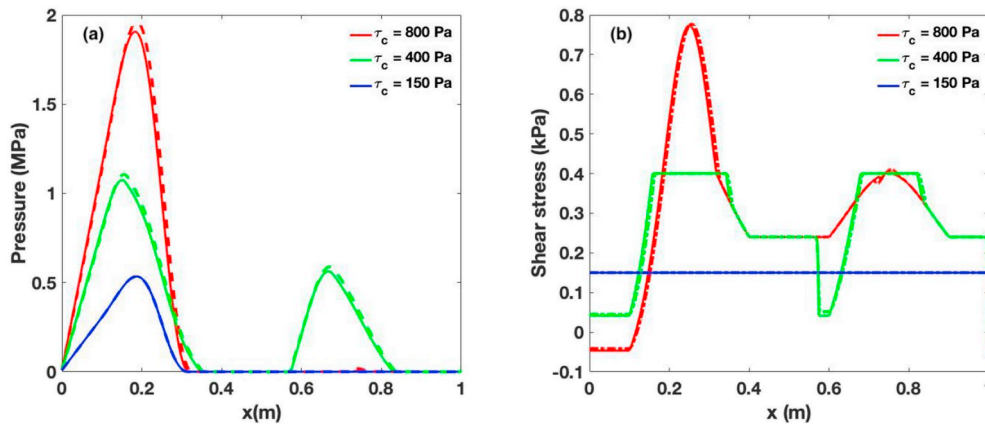 (a)
τc = 800 Pa
τc = 400 Pa
τc = 150 Pa
Pressure (MPa)
2
1.5
1
0.5
0
0 0.2 0.4 0.6 0.8 1
x(m)
(b)
τc = 800 Pa
τc = 400 Pa
τc = 150 Pa
Shear stress (kPa)
0.8
0.7
0.6
0.5
0.4
0.3
0.2
0.1
0
-0.1
0 0.2 0.4 0.6 0.8 1
x (m)